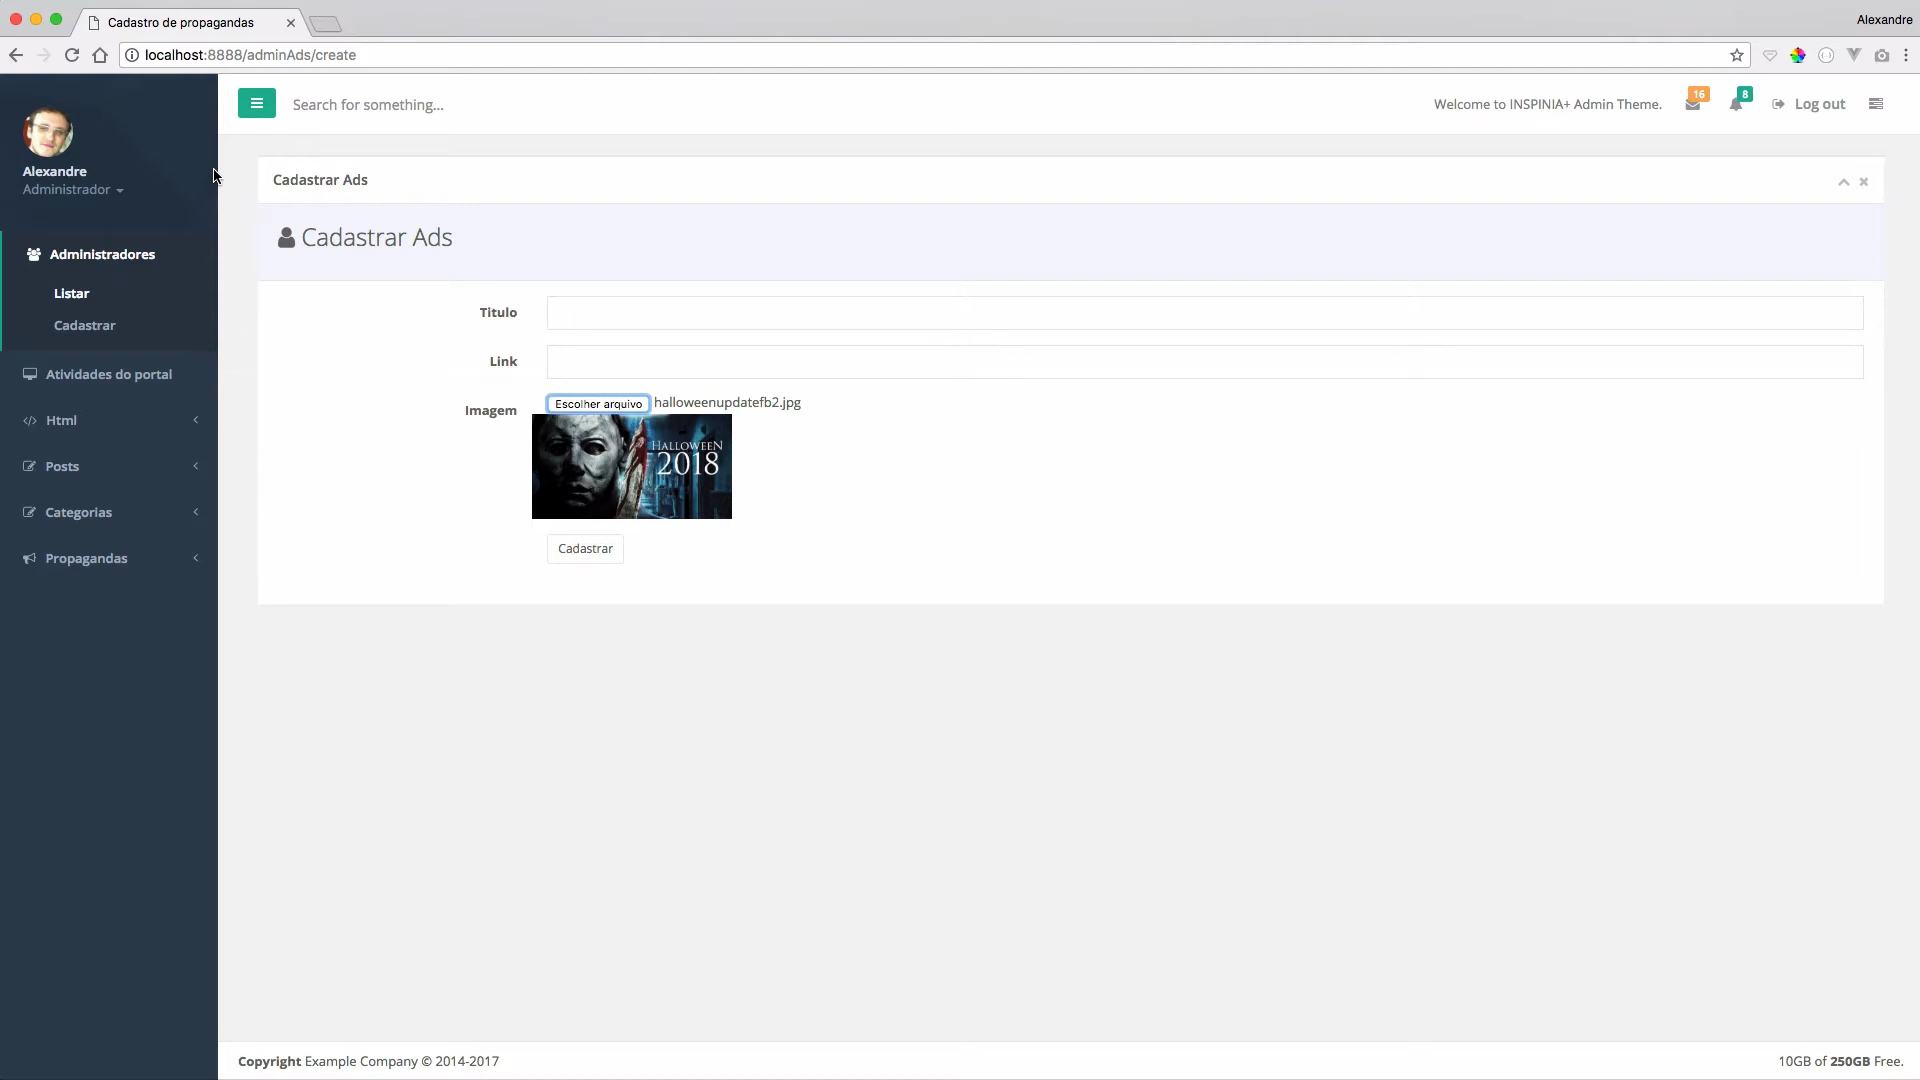 Cadastro de propagandas
Alexandre
localhost:8888/adminAds/create
Search for something...
Welcome to INSPINIA+ Admin Theme.
16
8
Log out
Alexandre
Administrador
Administradores
Listar
Cadastrar
Atividades do portal
Html
Posts
Categorias
Propagandas
Cadastrar Ads
Cadastrar Ads
Titulo
Link
Imagem
Escolher arquivo halloweenupdatefb2.jpg
HALLOWEEN
2018
Cadastrar
Copyright Example Company © 2014-2017
10GB of 250GB Free.